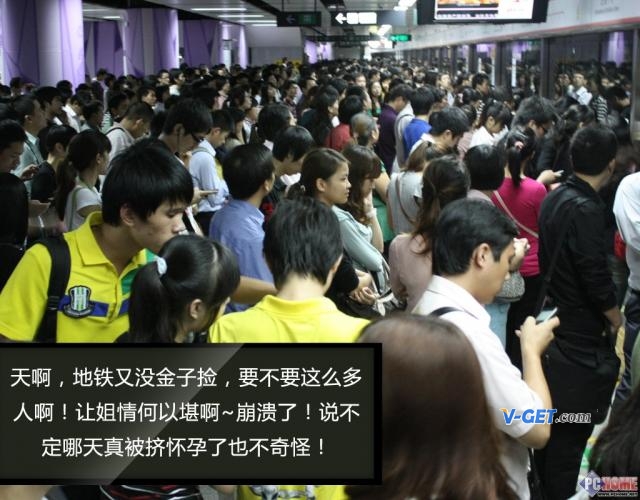 天啊，地铁又没金子捡，要不要这么多
人啊！让姐情何以堪啊~崩溃了！说不
定哪天真被挤怀孕了也不奇怪！
V-GET.com
PCHOME